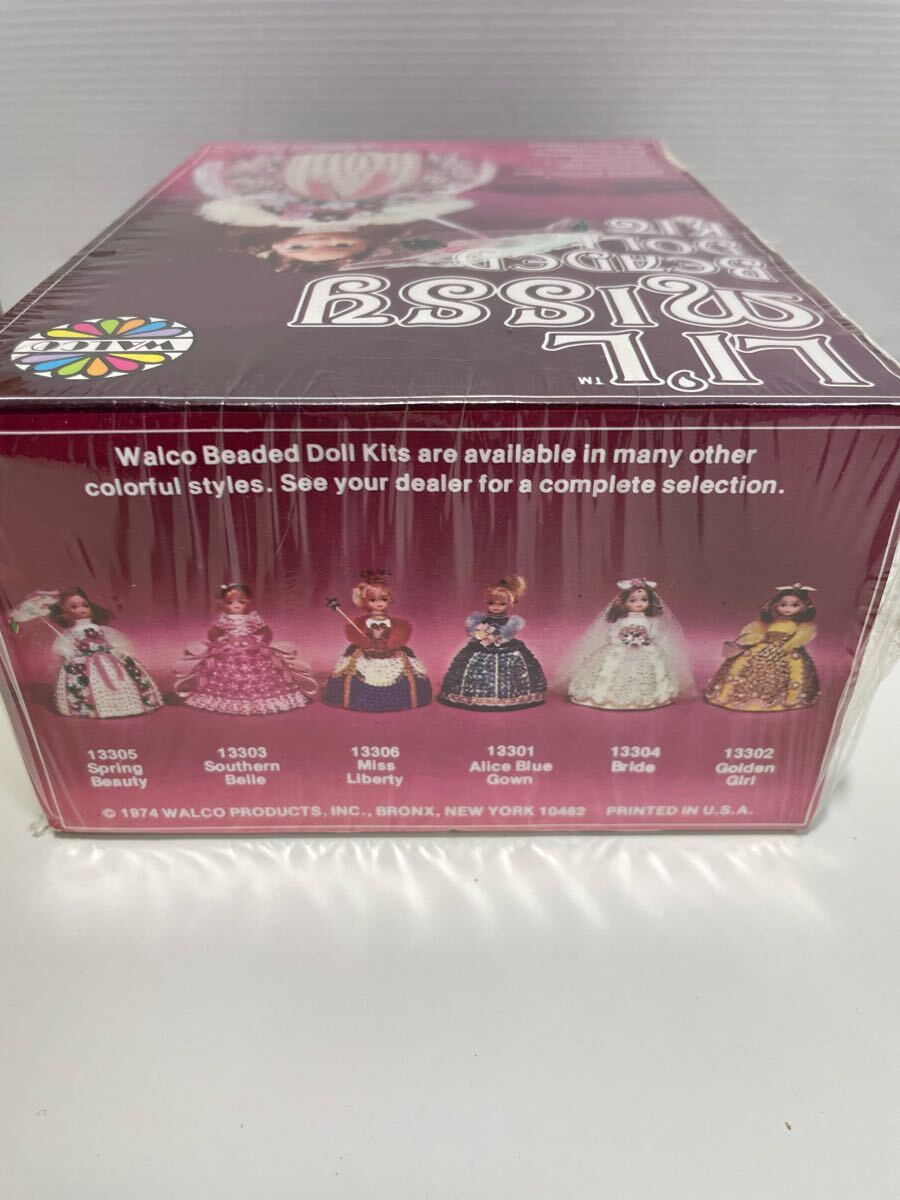 LI'L™
MISSY
BEADED
DOLL
KIT
WALCO
Walco Beaded Doll Kits are available in many other
colorful styles. See your dealer for a complete selection.
13305
Spring
Beauty
13303
Southern
Belle
13306
Miss
Liberty
13301
Alice Blue
Gown
13304
Bride
13302
Golden
Girl
© 1974 WALCO PRODUCTS, INC., BRONX, NEW YORK 10462 PRINTED IN U.S.A.